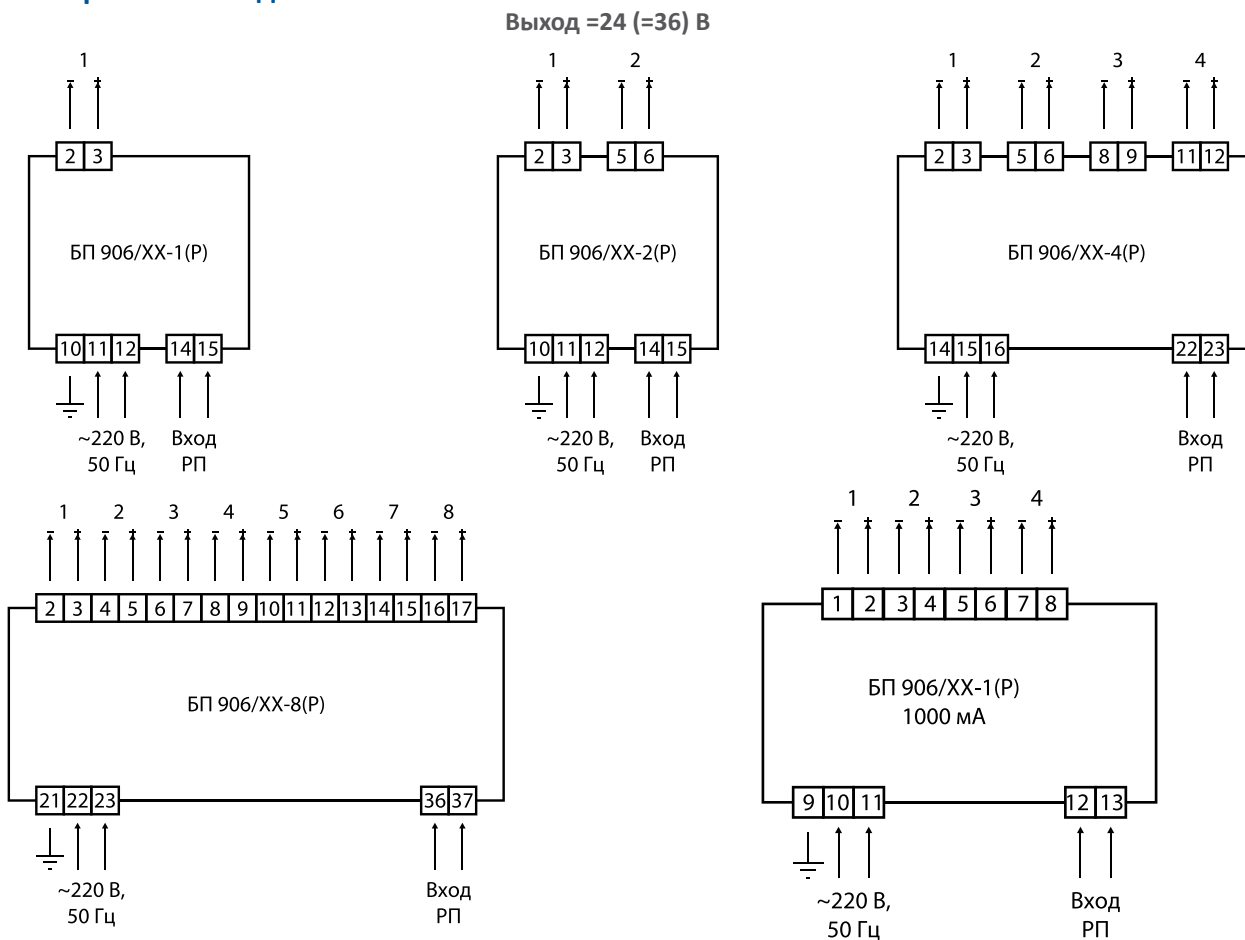 Выход =24 (=36) В
1
1 2
1 2 3 4
- +
- + - +
- + - + - + - +
2 3
2 3 5 6
2 3 5 6 8 9 11 12
БП 906/ХХ-1(Р)
БП 906/ХХ-2(Р)
БП 906/ХХ-4(Р)
10 11 12 14 15
10 11 12 14 15
14 15 16 22 23
~220 В,
50 Гц
Вход
РП
~220 В,
50 Гц
Вход
РП
~220 В,
50 Гц
Вход
РП
1 2 3 4 5 6 7 8
- + - + - + - + - + - + - + - +
2 3 4 5 6 7 8 9 10 11 12 13 14 15 16 17
БП 906/ХХ-8(Р)
21 22 23 36 37
~220 В,
50 Гц
Вход
РП
1 2 3 4
- + - + - + - +
1 2 3 4 5 6 7 8
БП 906/ХХ-1(Р)
1000 мА
9 10 11 12 13
~220 В,
50 Гц
Вход
РП